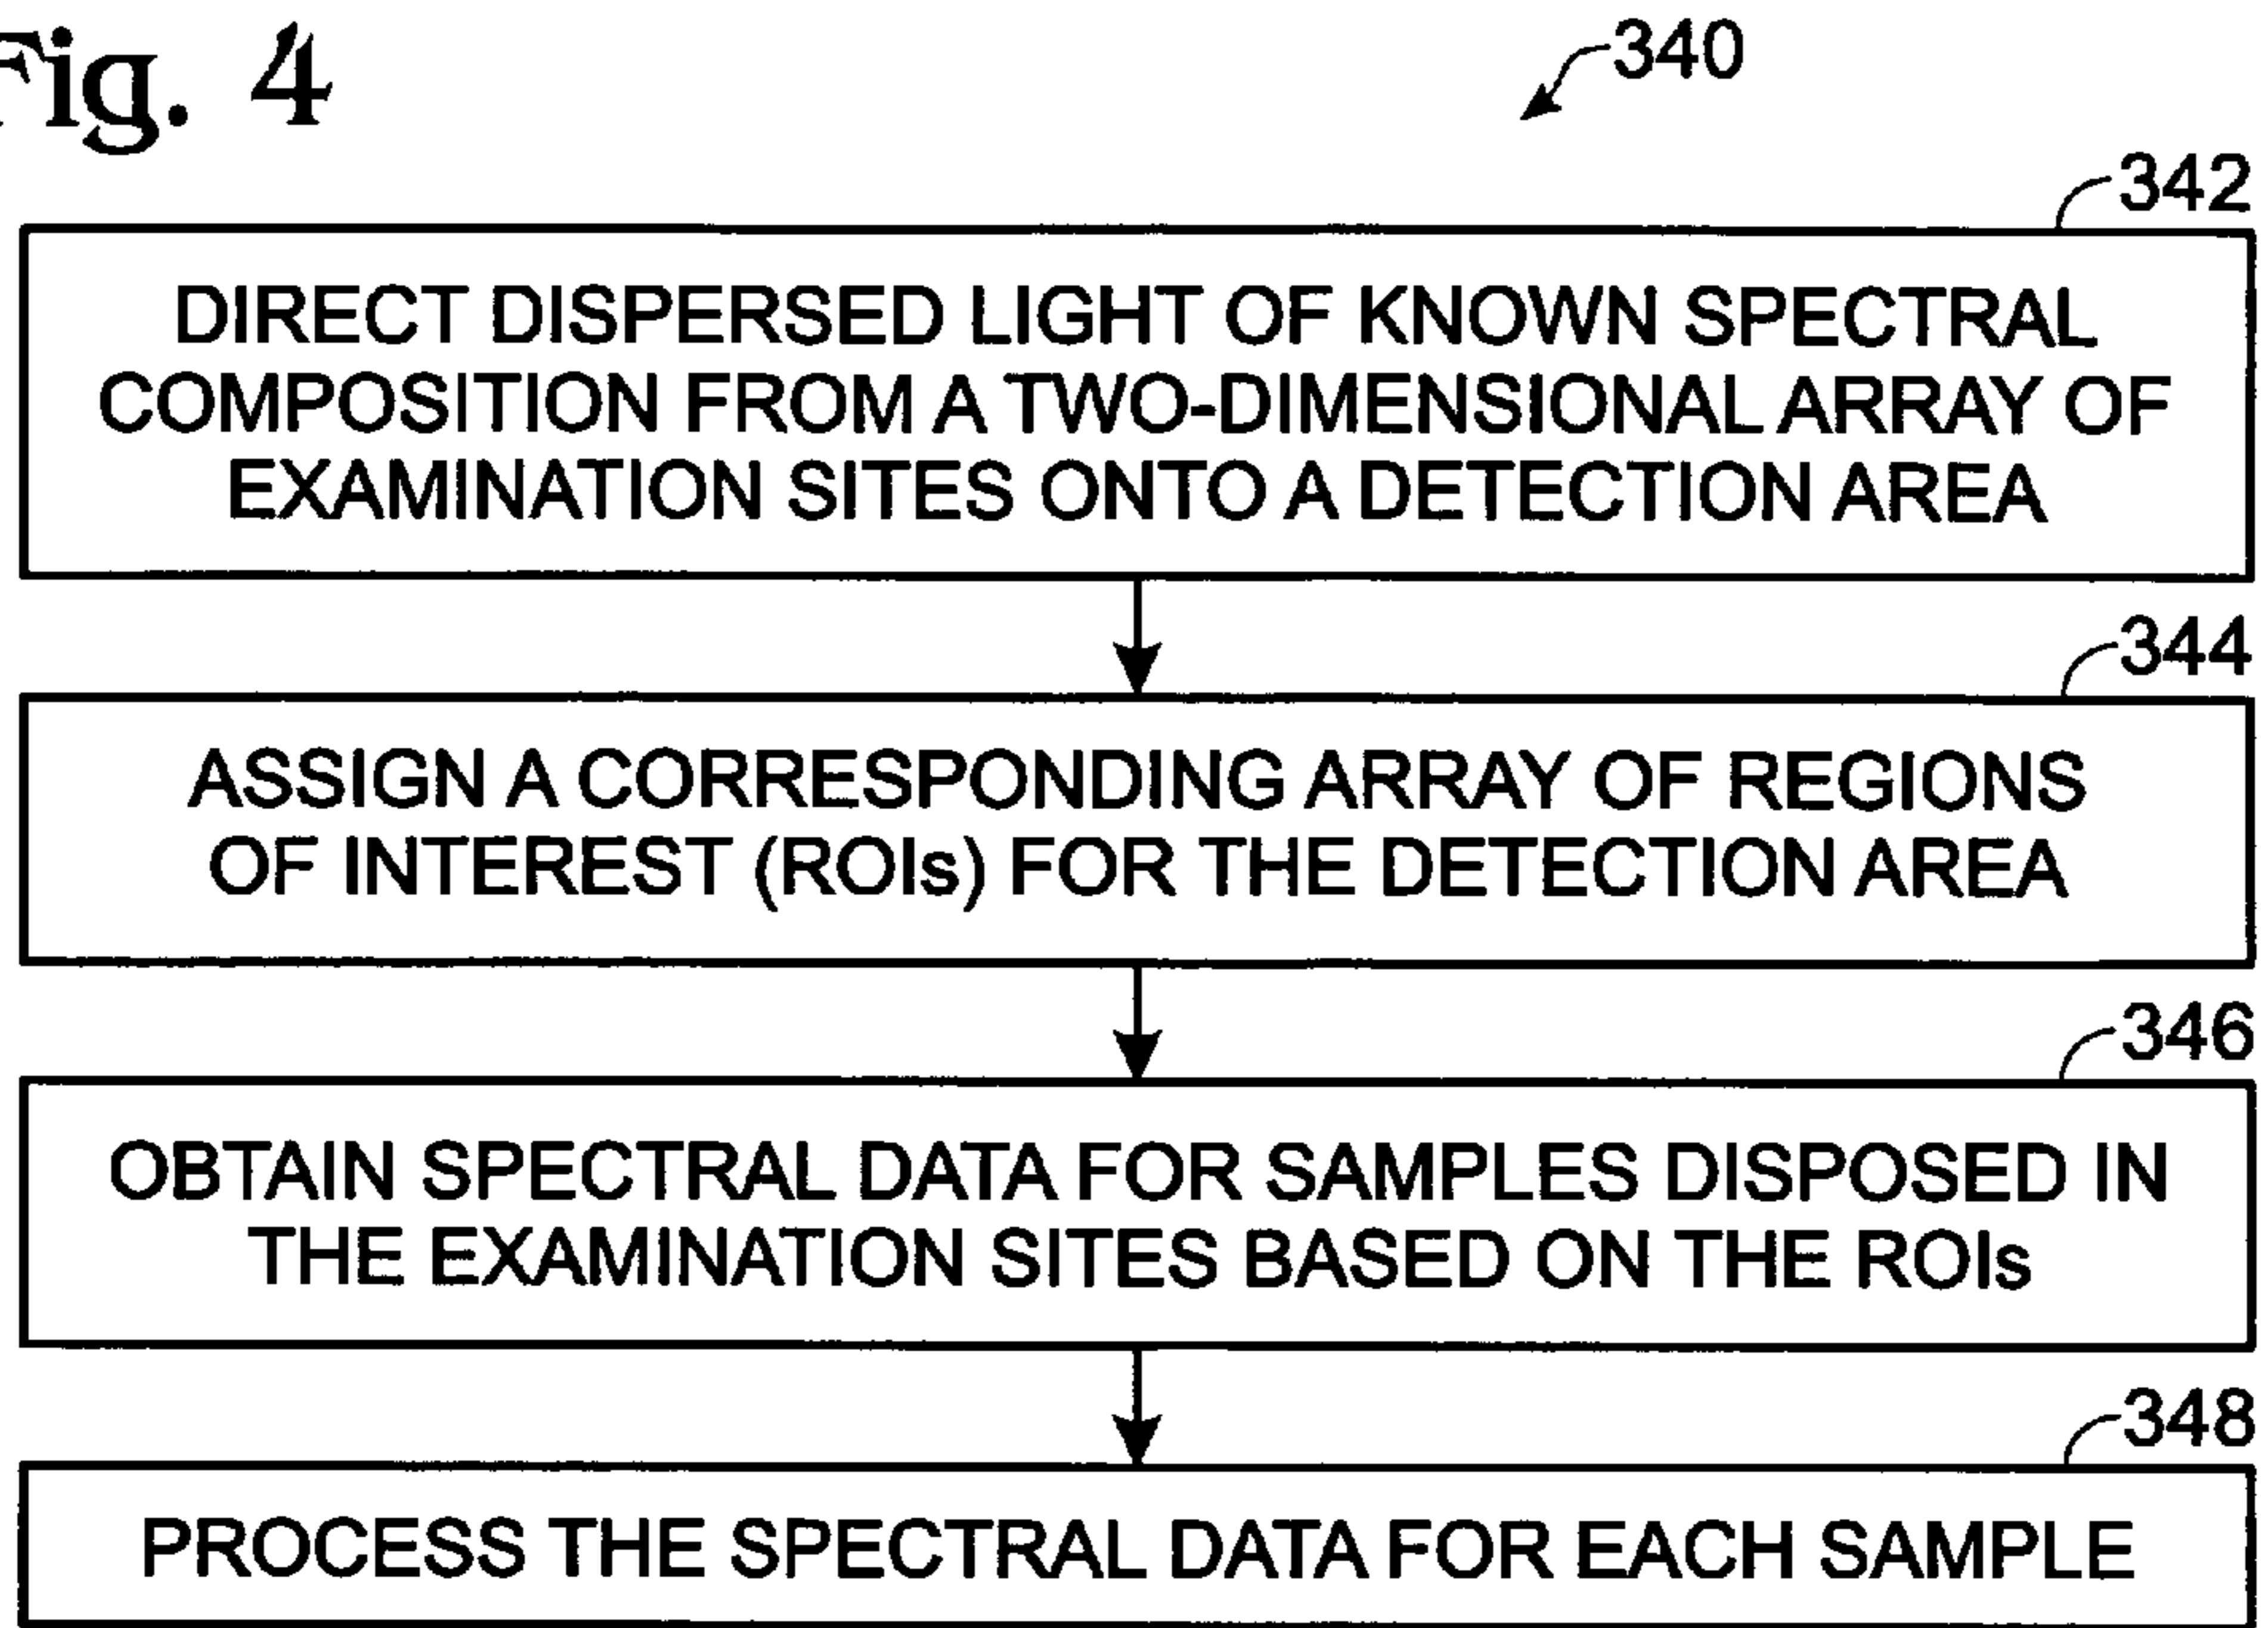 Fig. 4
340
342
DIRECT DISPERSED LIGHT OF KNOWN SPECTRAL
COMPOSITION FROM A TWO-DIMENSIONAL ARRAY OF
EXAMINATION SITES ONTO A DETECTION AREA
344
ASSIGN A CORRESPONDING ARRAY OF REGIONS
OF INTEREST (ROIs) FOR THE DETECTION AREA
346
OBTAIN SPECTRAL DATA FOR SAMPLES DISPOSED IN
THE EXAMINATION SITES BASED ON THE ROIs
348
PROCESS THE SPECTRAL DATA FOR EACH SAMPLE